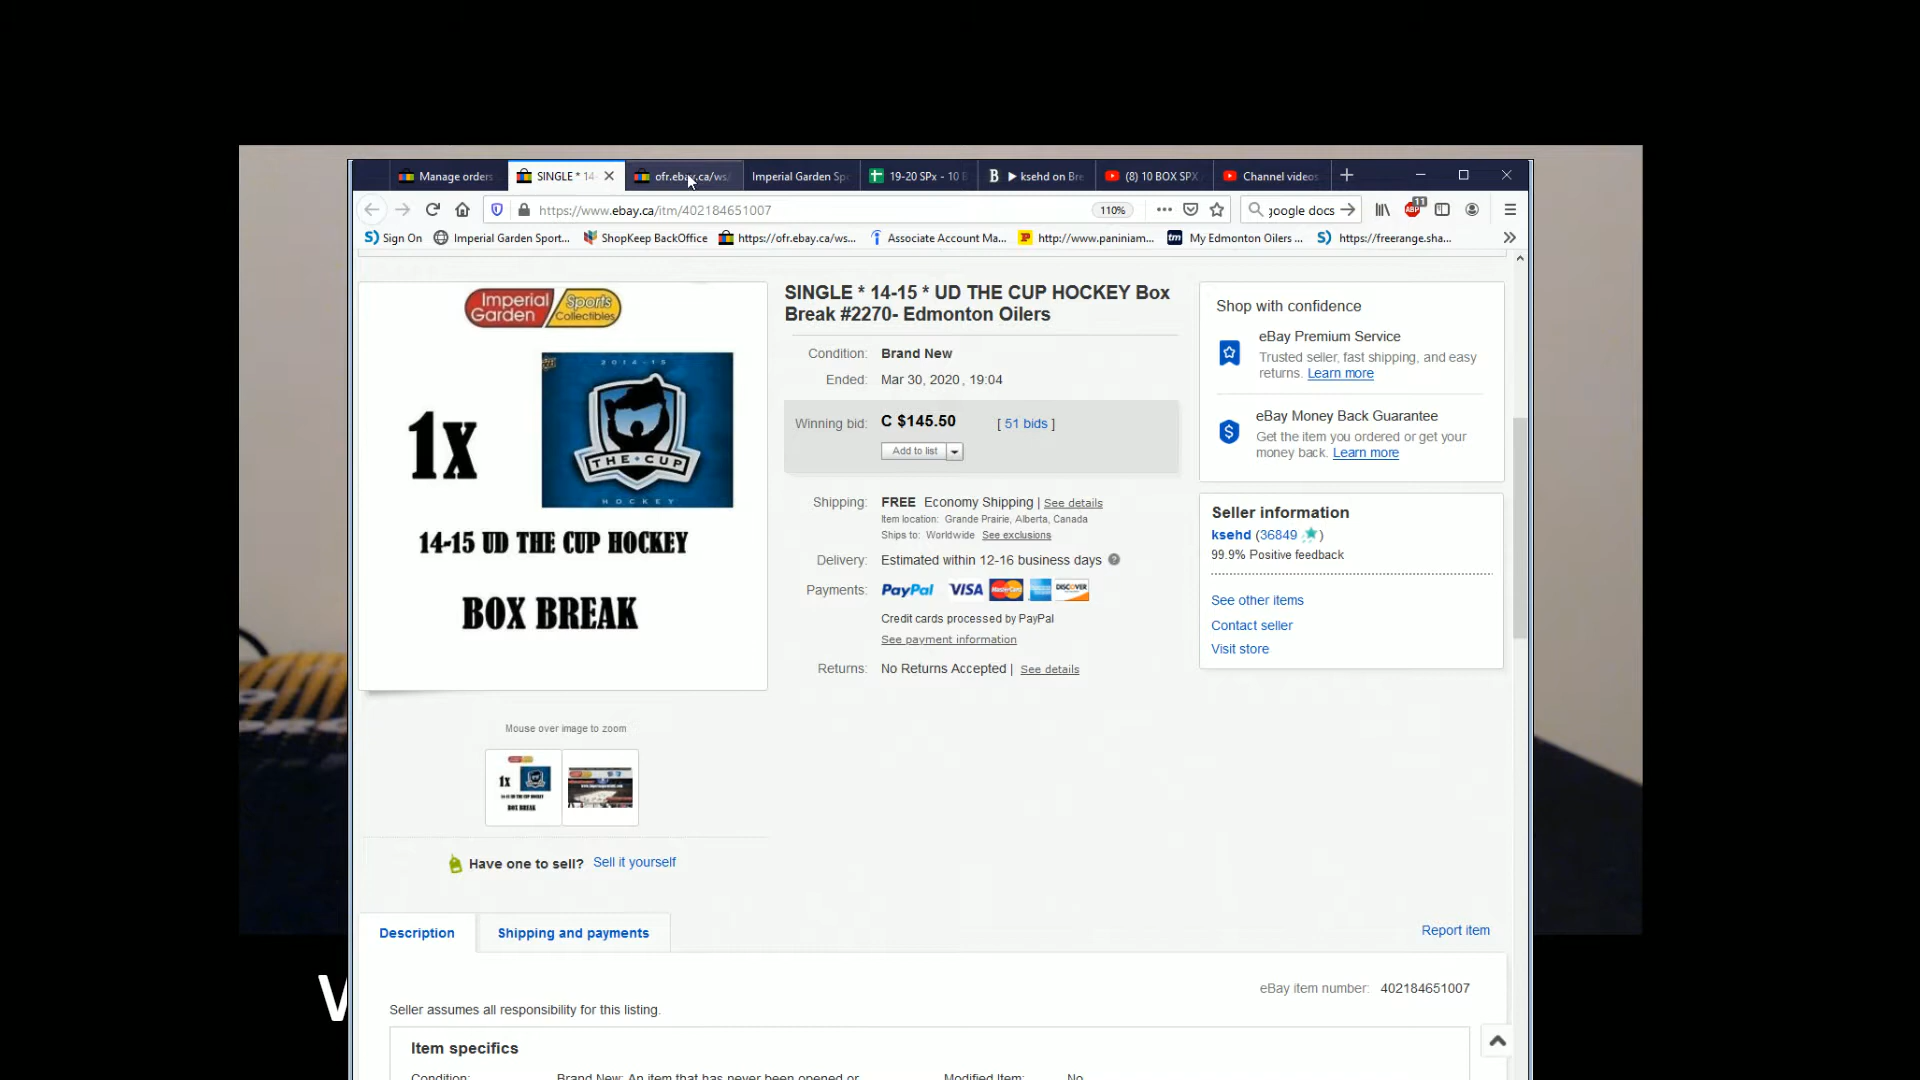 Manage orders
SINGLE * 14-
ofr.ebay.ca/ws/
Imperial Garden Spo
19-20 SPx - 10 B
B
ksehd on Bre
(8) 10 BOX SPX
Channel videos
https://www.ebay.ca/itm/402184651007
110%
google docs
ABP
11
Sign On
Imperial Garden Sport...
ShopKeep BackOffice
https://ofr.ebay.ca/ws...
Associate Account Ma...
http://www.paniniam...
tm
My Edmonton Oilers ...
https://freerange.sha...
Imperial Garden Sports Collectibles
1X
2014-15
THE CUP
HOCKEY
14-15 UD THE CUP HOCKEY
BOX BREAK
Mouse over image to zoom
1x
BOX BREAK
Have one to sell? Sell it yourself
SINGLE * 14-15 * UD THE CUP HOCKEY Box
Break #2270- Edmonton Oilers
Condition: Brand New
Ended: Mar 30, 2020 , 19:04
Winning bid: C $145.50 [ 51 bids ]
Add to list
Shipping: FREE Economy Shipping | See details
Item location: Grande Prairie, Alberta, Canada
Ships to: Worldwide See exclusions
Delivery: Estimated within 12-16 business days
Payments: PayPal VISA MasterCard DISCOVER
Credit cards processed by PayPal
See payment information
Returns: No Returns Accepted | See details
Shop with confidence
eBay Premium Service
Trusted seller, fast shipping, and easy
returns. Learn more
eBay Money Back Guarantee
Get the item you ordered or get your
money back. Learn more
Seller information
ksehd (36849 )
99.9% Positive feedback
See other items
Contact seller
Visit store
Description
Shipping and payments
Report item
eBay item number: 402184651007
Seller assumes all responsibility for this listing.
Item specifics
Condition: Brand New: An item that has never been opened or
Modified Item: No